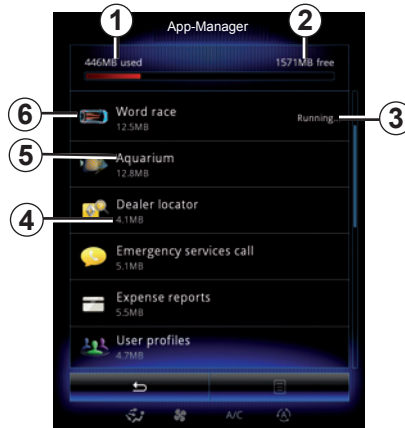 1 2
App-Manager
446MB used 1571MB free
6 Word race Running... 3
12.5MB
5 Aquarium
12.8MB
Dealer locator
4 4.1MB
Emergency services call
5.1MB
Expense reports
5.5MB
User profiles
4.7MB
A/C A